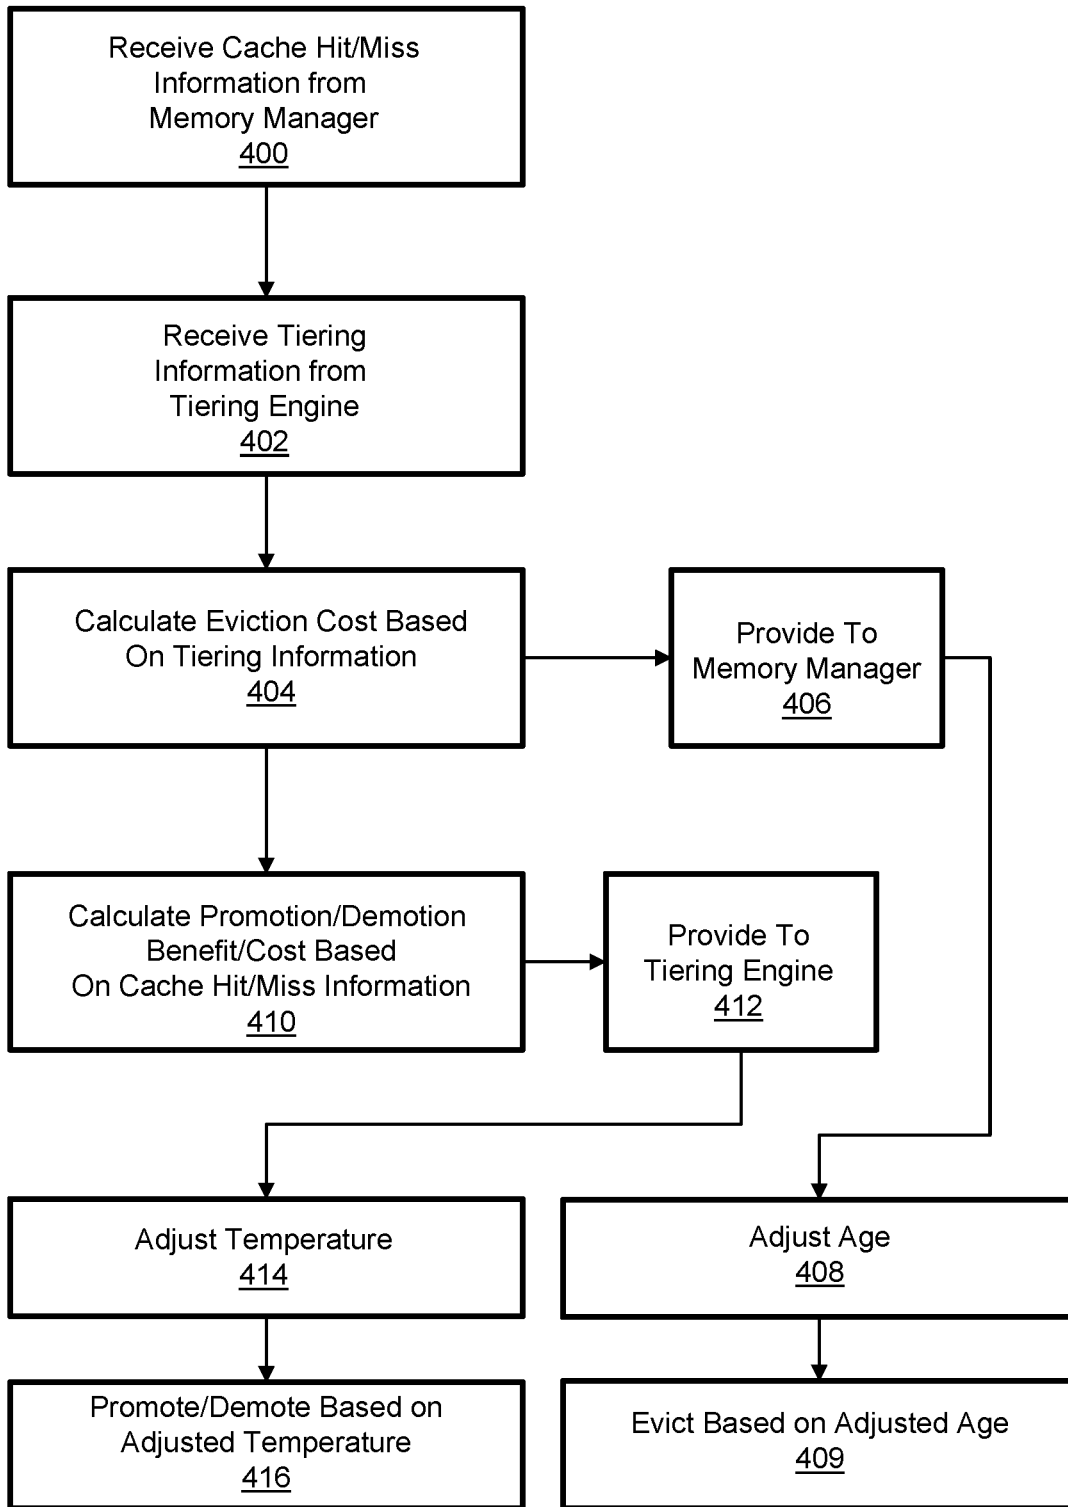 Receive Cache Hit/Miss
Information from
Memory Manager
400
Receive Tiering
Information from
Tiering Engine
402
Calculate Eviction Cost Based
On Tiering Information
404
Provide To
Memory Manager
406
Calculate Promotion/Demotion
Benefit/Cost Based
On Cache Hit/Miss Information
410
Provide To
Tiering Engine
412
Adjust Temperature
414
Adjust Age
408
Promote/Demote Based on
Adjusted Temperature
416
Evict Based on Adjusted Age
409